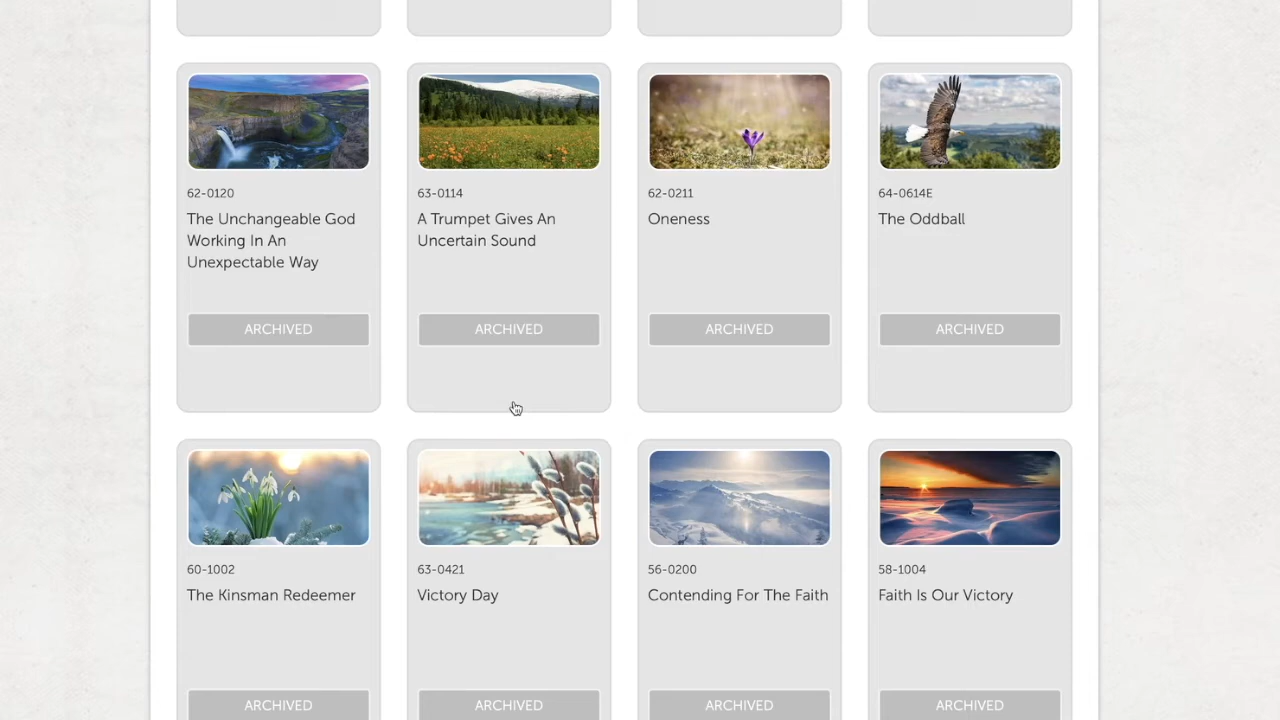 62-0120
The Unchangeable God
Working In An
Unexpectable Way
ARCHIVED
63-0114
A Trumpet Gives An
Uncertain Sound
ARCHIVED
62-0211
Oneness
ARCHIVED
64-0614E
The Oddball
ARCHIVED
60-1002
The Kinsman Redeemer
ARCHIVED
63-0421
Victory Day
ARCHIVED
56-0200
Contending For The Faith
ARCHIVED
58-1004
Faith Is Our Victory
ARCHIVED